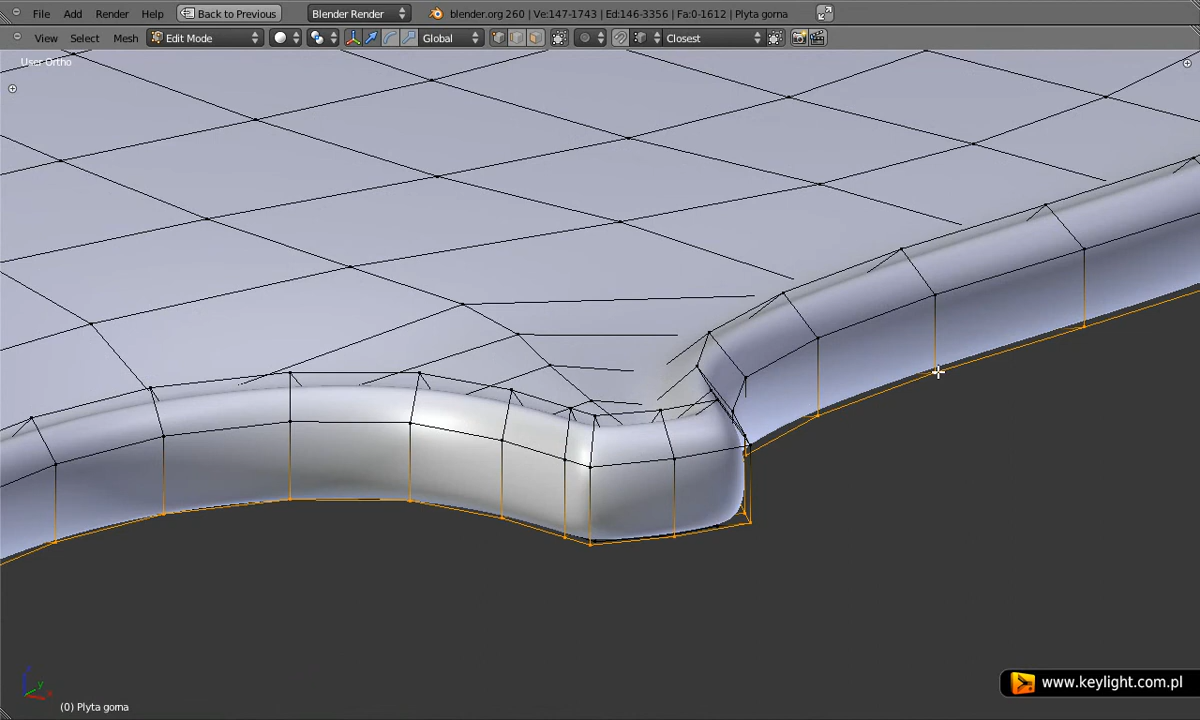 File Add Render Help Back to Previous Blender Render blender.org 260 | Ve:147-1743 | Ed:146-3356 | Fa:0-1612 | Plyta gorna
View Select Mesh Edit Mode Global Closest
User Ortho
www.keylight.com.pl
(0) Plyta gorna